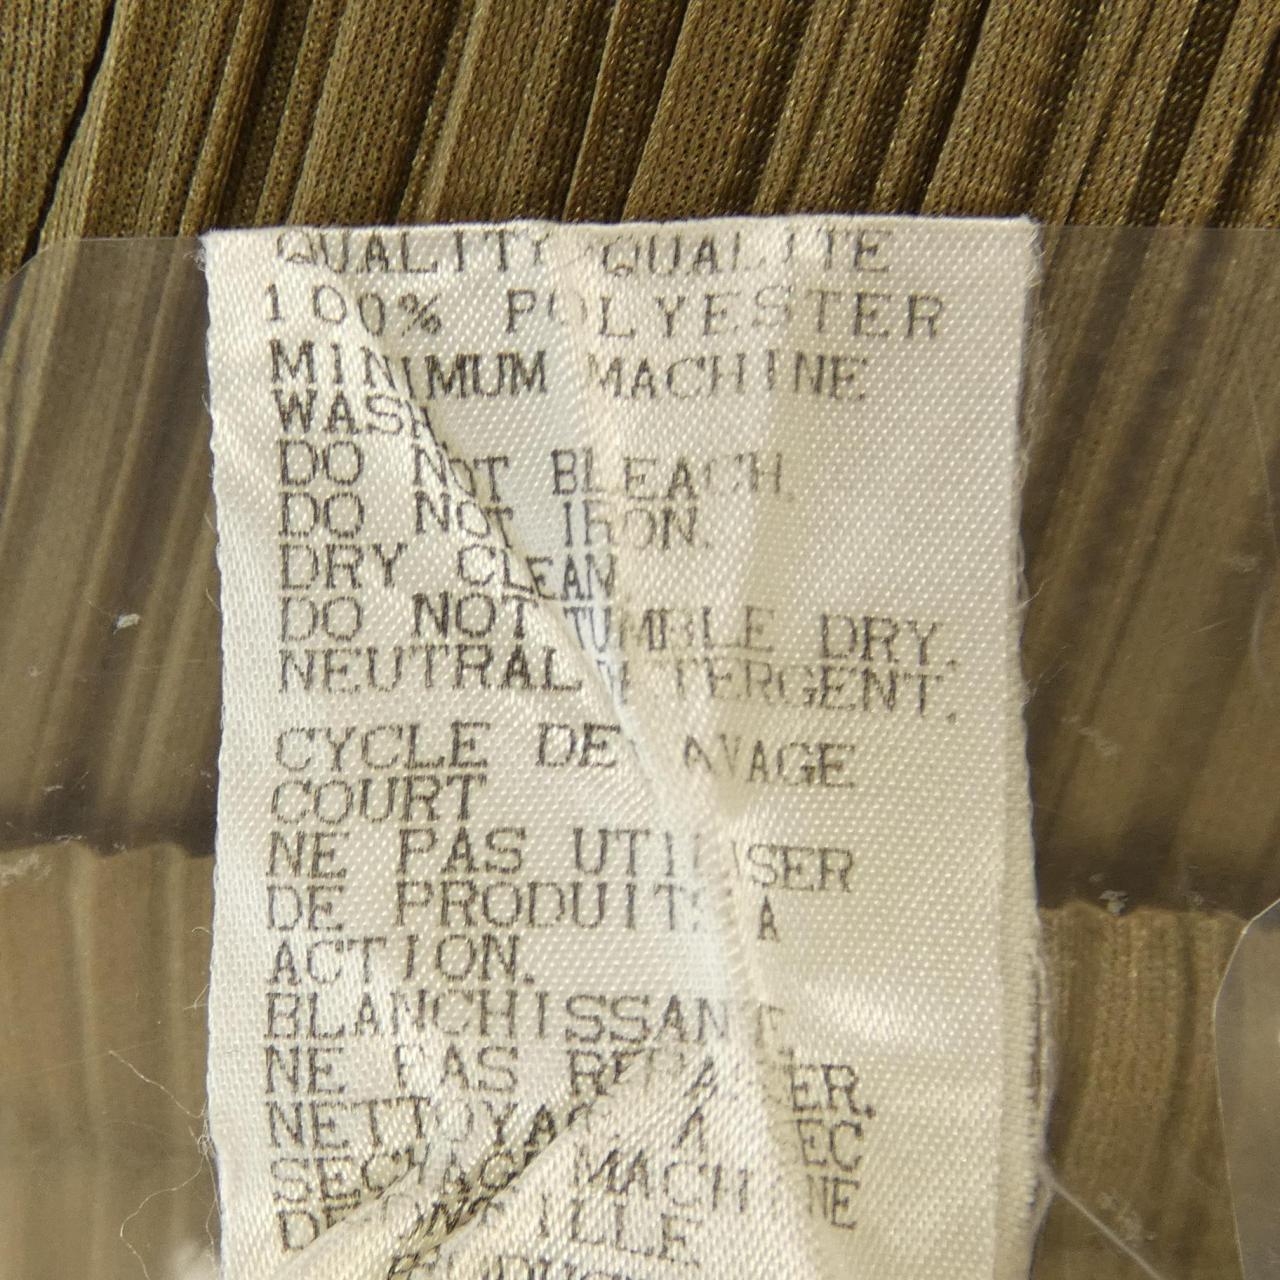 QUALITY QUALITE
100% POLYESTER
MINIMUM MACHINE
WASH
DO NOT BLEACH
DO NOT IRON.
DRY CLEAN
DO NOT TUMBLE DRY.
NEUTRAL DETERGENT.
CYCLE DE LAVAGE
COURT
NE PAS UTILISER
DE PRODUITS A
ACTION.
BLANCHISSANTE.
NE PAS REPASSER.
NETTOYAGE A SEC
SECHAGE MACHINE
DECONSEILLE